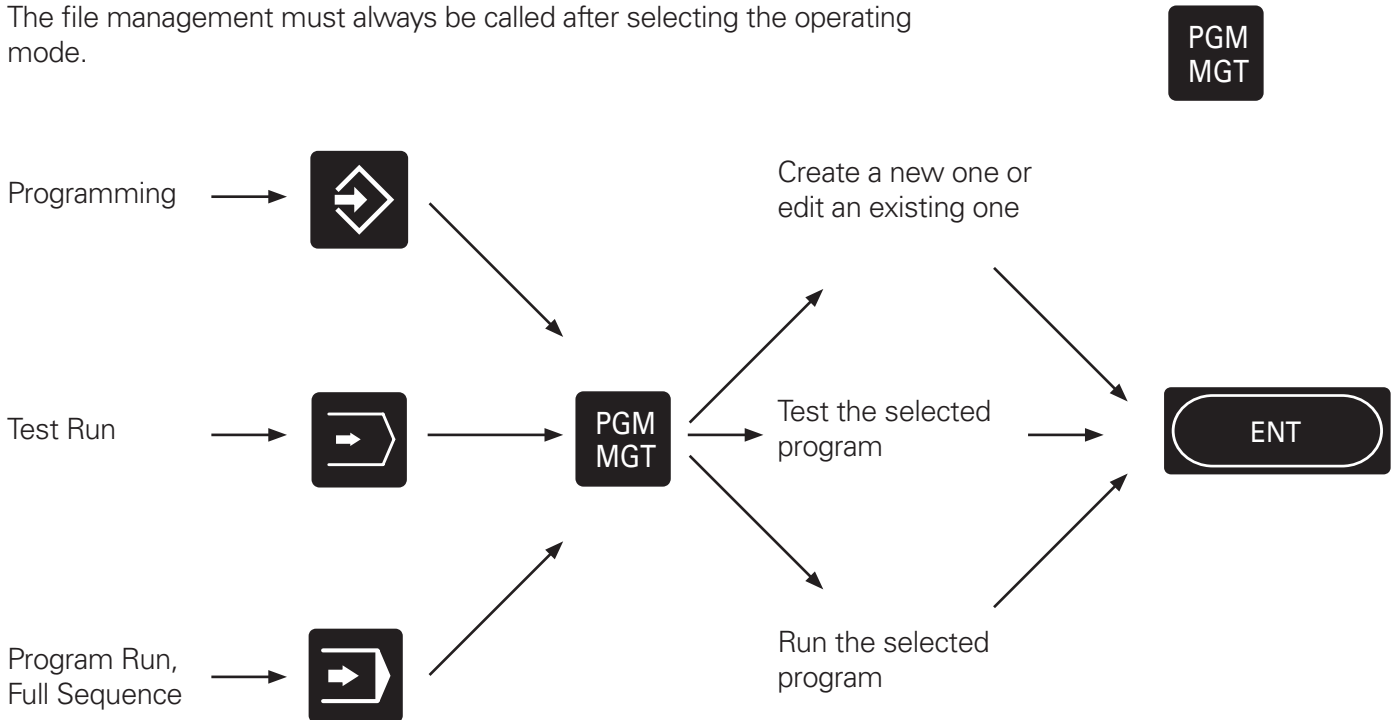 The file management must always be called after selecting the operating
mode.
PGM
MGT
Programming
Create a new one or
edit an existing one
Test Run
PGM
MGT
Test the selected
program
ENT
Program Run,
Full Sequence
Run the selected
program